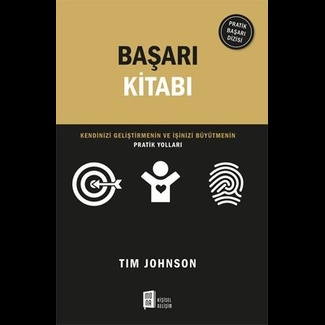 PRATİK
BAŞARI
DİZİSİ
BAŞARI
KİTABI
KENDİNİZİ GELİŞTİRMENİN VE İŞİNİZİ BÜYÜTMENİN
PRATİK YOLLARI
TIM JOHNSON
MONA
KİŞİSEL
GELİŞİM